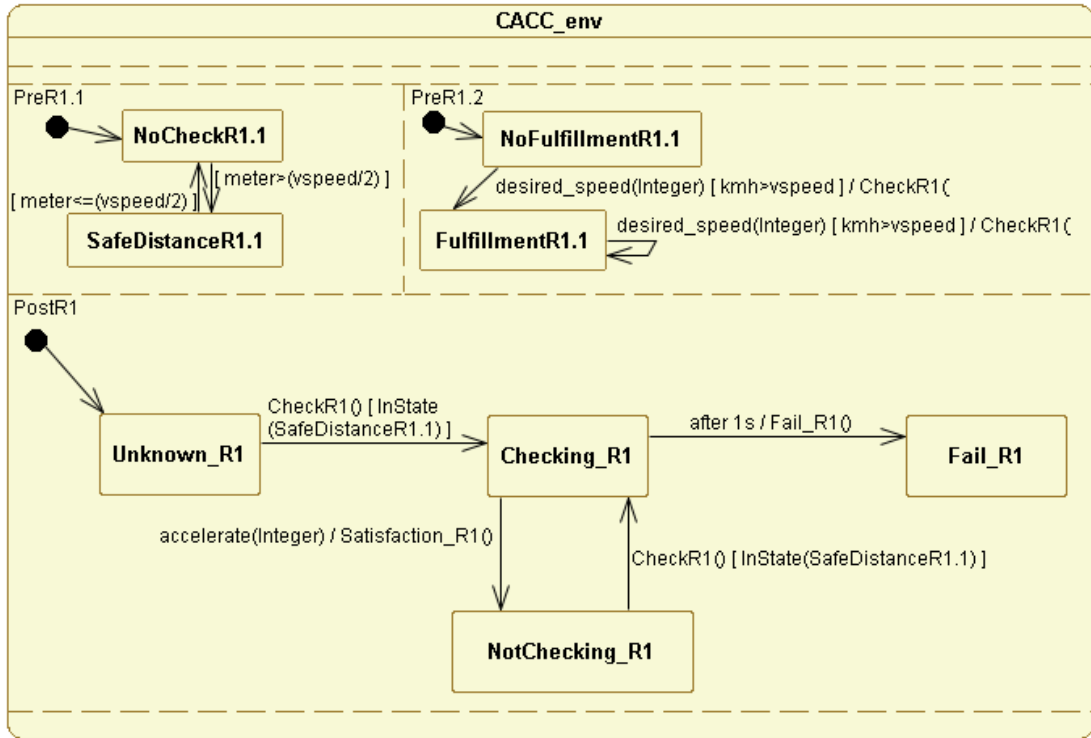 CACC_env
PreR1.1
NoCheckR1.1
[ meter>(vspeed/2) ]
[ meter<=(vspeed/2) ]
SafeDistanceR1.1
PreR1.2
NoFulfillmentR1.1
desired_speed(Integer) [ kmh>vspeed ] / CheckR1(
FulfillmentR1.1
desired_speed(Integer) [ kmh>vspeed ] / CheckR1(
PostR1
Unknown_R1
CheckR1() [ InState
(SafeDistanceR1.1) ]
Checking_R1
after 1s / Fail_R1()
Fail_R1
accelerate(Integer) / Satisfaction_R1()
CheckR1() [ InState(SafeDistanceR1.1) ]
NotChecking_R1